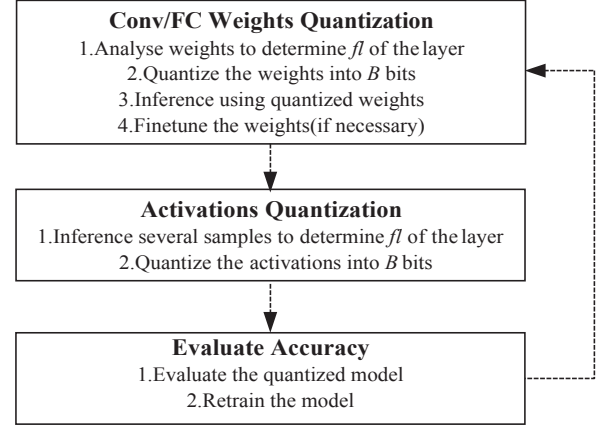 Conv/FC Weights Quantization
1.Analyse weights to determine fl of the layer
2.Quantize the weights into B bits
3.Inference using quantized weights
4.Finetune the weights(if necessary)
Activations Quantization
1.Inference several samples to determine fl of the layer
2.Quantize the activations into B bits
Evaluate Accuracy
1.Evaluate the quantized model
2.Retrain the model